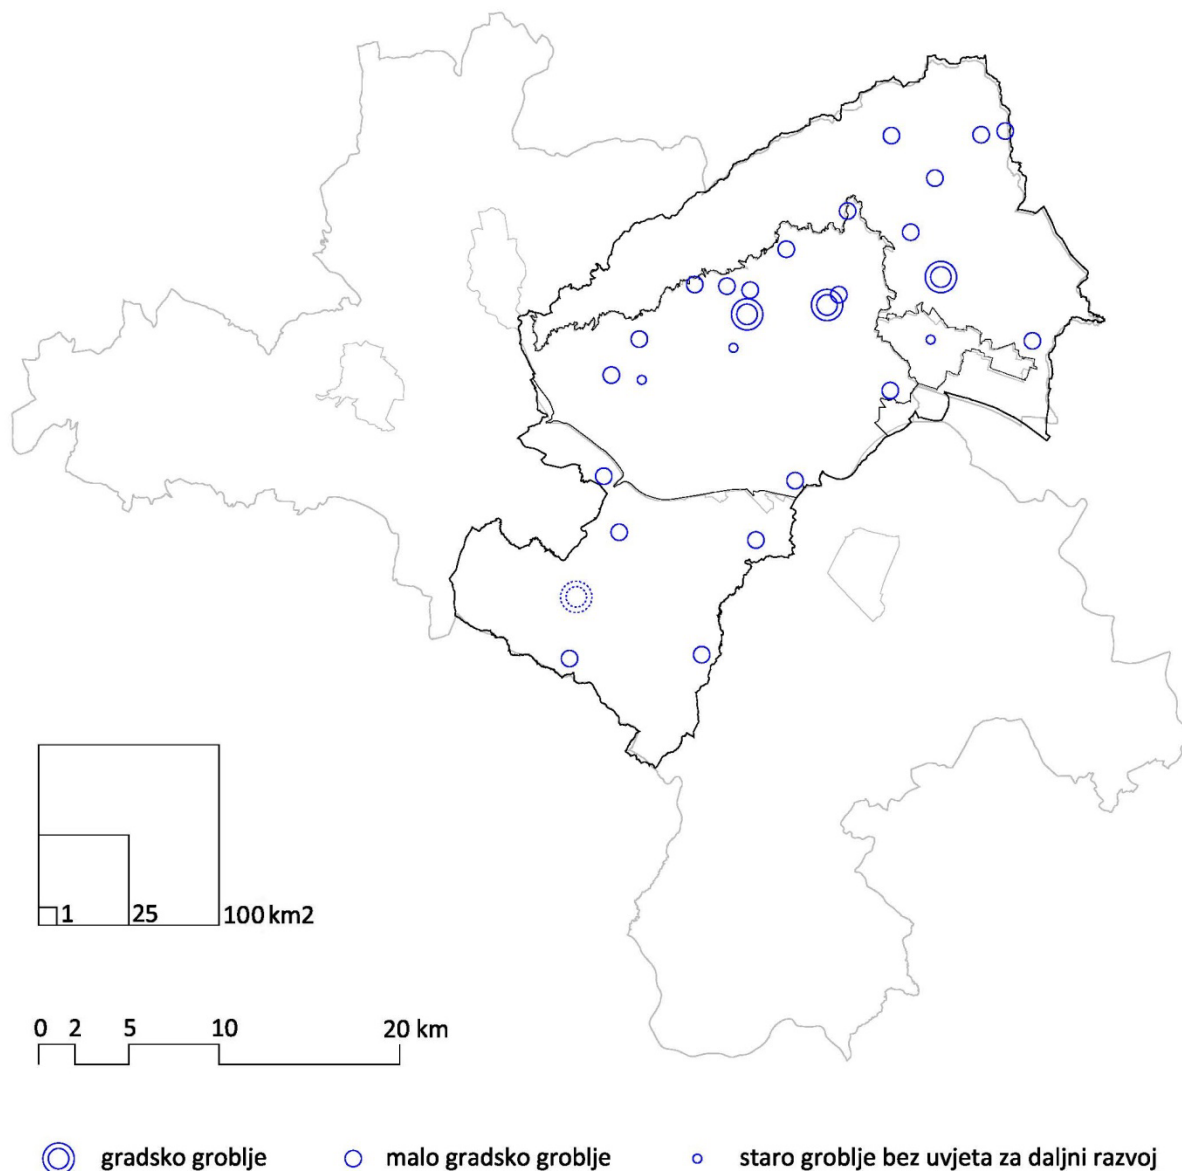 1
25
100 km2
0 2 5 10 20 km
gradsko groblje malo gradsko groblje staro groblje bez uvjeta za daljni razvoj